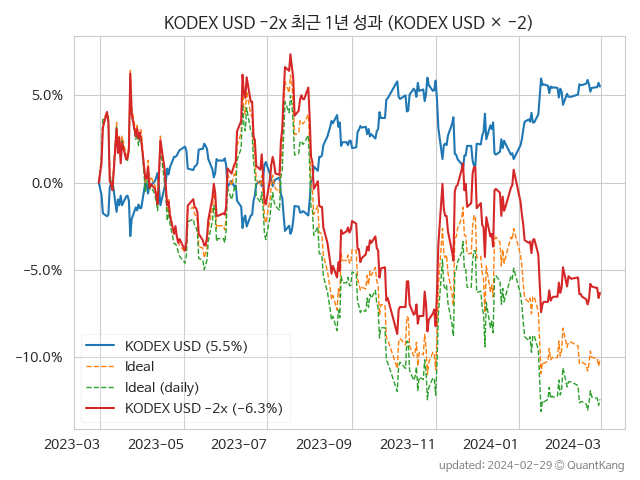 KODEX USD −2x 최근 1년 성과 (KODEX USD × −2)
5.0%
0.0%
−5.0%
−10.0%
KODEX USD (5.5%)
Ideal
Ideal (daily)
KODEX USD −2x (−6.3%)
2023−03 2023−05 2023−07 2023−09 2023−11 2024−01 2024−03
updated: 2024−02−29 © QuantKang